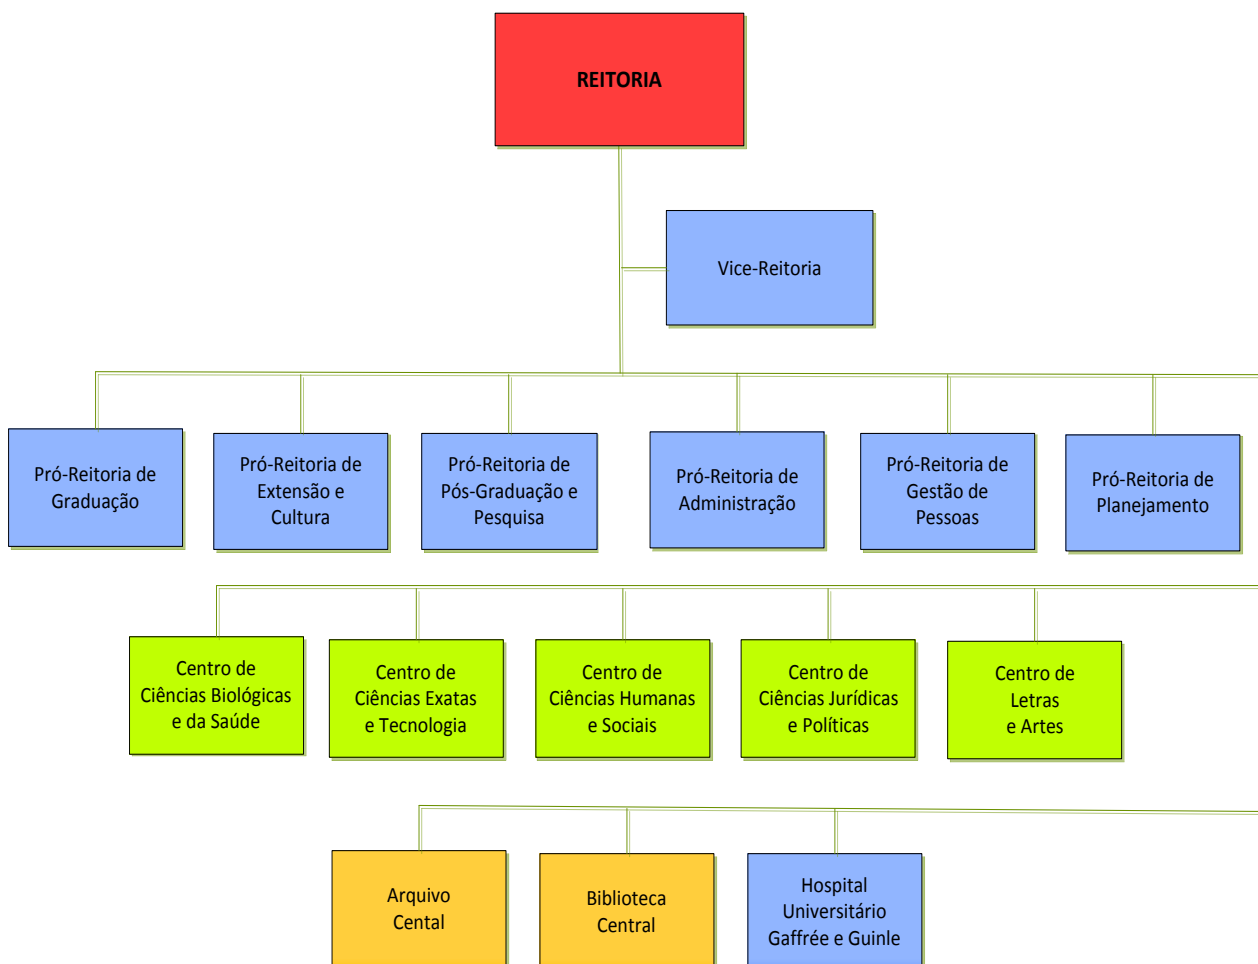 REITORIA
Vice-Reitoria
Pró-Reitoria de
Graduação
Pró-Reitoria de
Extensão e
Cultura
Pró-Reitoria de
Pós-Graduação e
Pesquisa
Pró-Reitoria de
Administração
Pró-Reitoria de
Gestão de
Pessoas
Pró-Reitoria de
Planejamento
Centro de
Ciências Biológicas
e da Saúde
Centro de
Ciências Exatas
e Tecnologia
Centro de
Ciências Humanas
e Sociais
Centro de
Ciências Jurídicas
e Políticas
Centro de
Letras
e Artes
Arquivo
Cental
Biblioteca
Central
Hospital
Universitário
Gaffrée e Guinle